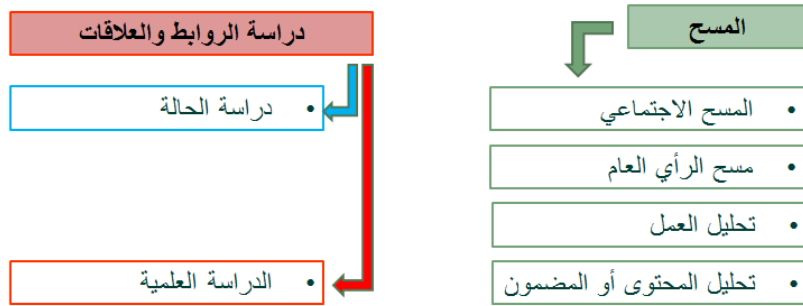 المسح
• المسح الاجتماعي
• مسح الرأي العام
• تحليل العمل
• تحليل المحتوى أو المضمون
دراسة الروابط والعلاقات
• دراسة الحالة
• الدراسة العلمية